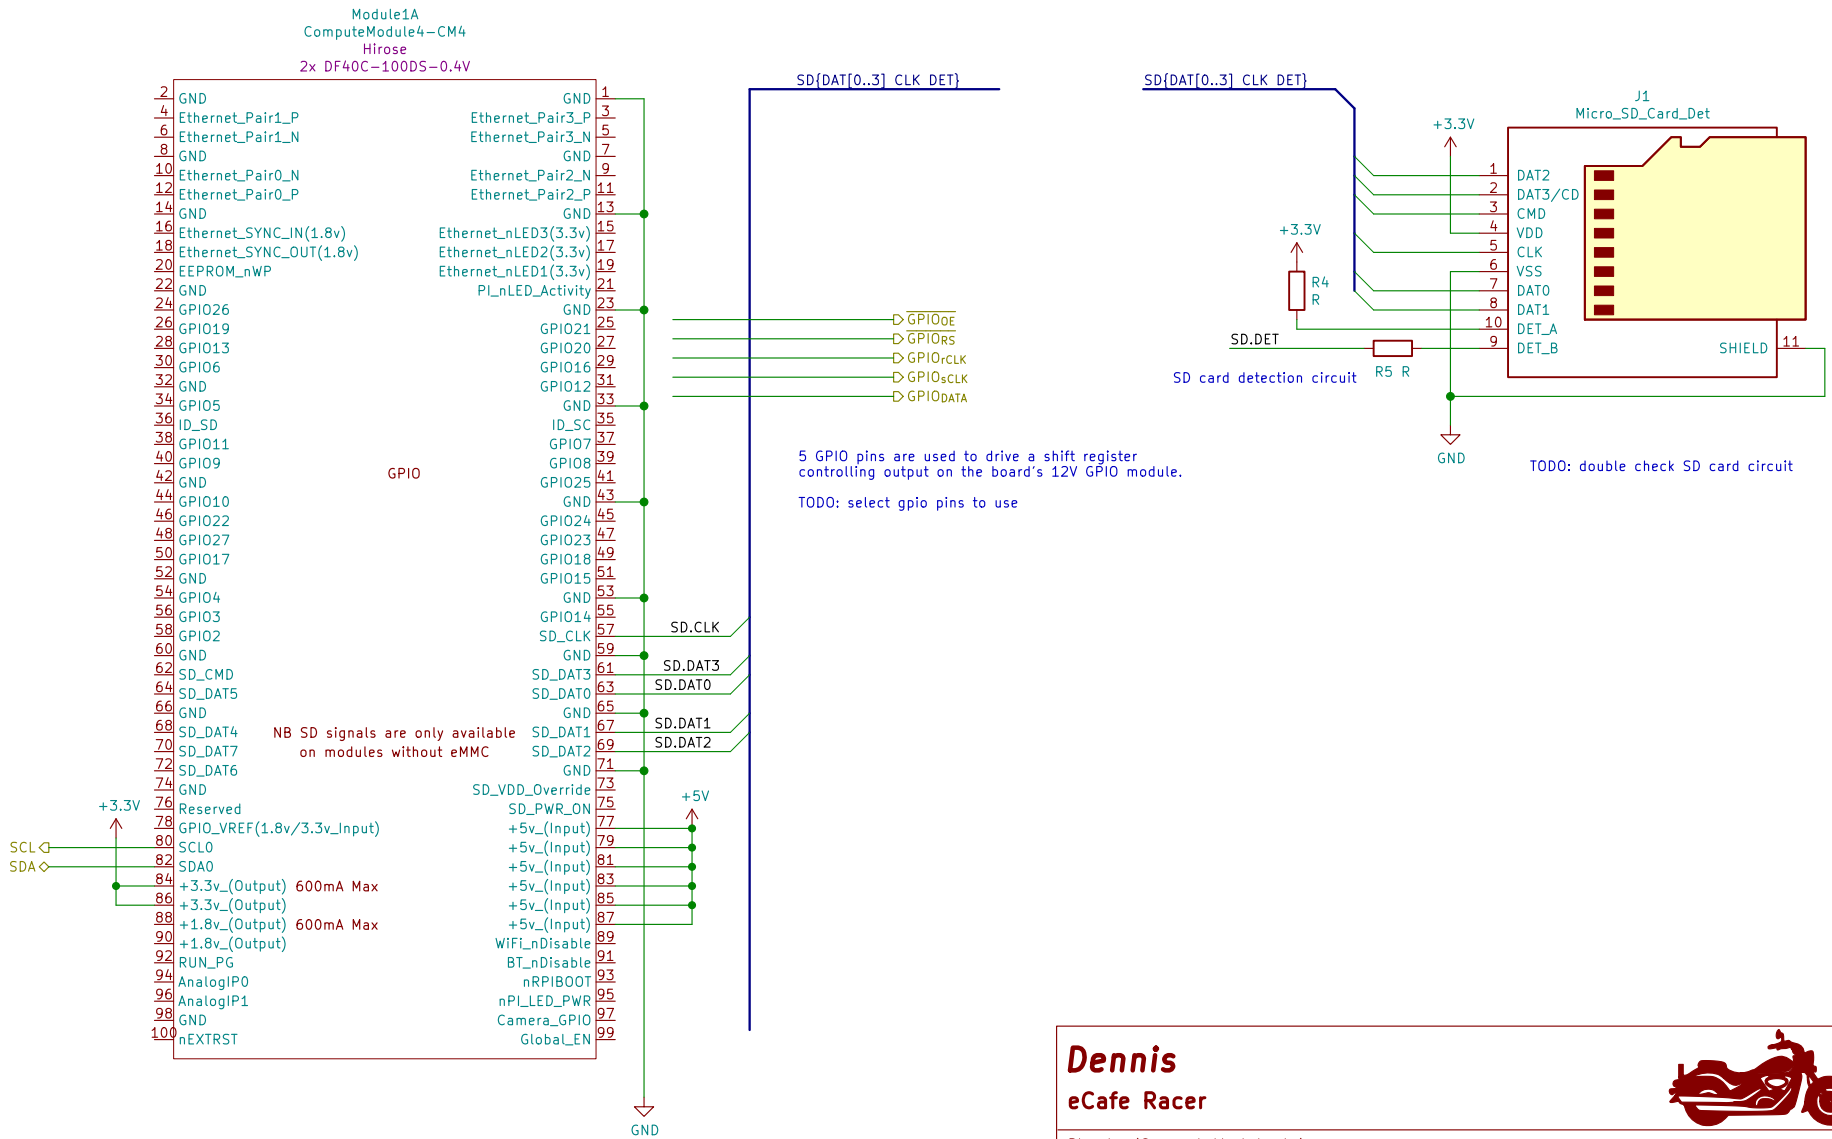 Module1A
ComputeModule4-CM4
Hirose
2x DF40C-100DS-0.4V
2 GND
4 Ethernet_Pair1_P
6 Ethernet_Pair1_N
8 GND
10 Ethernet_Pair0_N
12 Ethernet_Pair0_P
14 GND
16 Ethernet_SYNC_IN(1.8v)
18 Ethernet_SYNC_OUT(1.8v)
20 EEPROM_nWP
22 GND
24 GPIO26
26 GPIO19
28 GPIO13
30 GPIO6
32 GND
34 GPIO5
36 ID_SD
38 GPIO11
40 GPIO9
42 GND
44 GPIO10
46 GPIO22
48 GPIO27
50 GPIO17
52 GND
54 GPIO4
56 GPIO3
58 GPIO2
60 GND
62 SD_CMD
64 SD_DAT5
66 GND
68 SD_DAT4
70 SD_DAT7
72 SD_DAT6
74 GND
76 Reserved
78 GPIO_VREF(1.8v/3.3v_Input)
80 SCL0
82 SDA0
84 +3.3v_(Output) 600mA Max
86 +3.3v_(Output)
88 +1.8v_(Output) 600mA Max
90 +1.8v_(Output)
92 RUN_PG
94 AnalogIP0
96 AnalogIP1
98 GND
100 nEXTRST
+3.3V
SCL
SDA
GPIO
NB SD signals are only available
on modules without eMMC
GND 1
Ethernet_Pair3_P 3
Ethernet_Pair3_N 5
GND 7
Ethernet_Pair2_N 9
Ethernet_Pair2_P 11
GND 13
Ethernet_nLED3(3.3v) 15
Ethernet_nLED2(3.3v) 17
Ethernet_nLED1(3.3v) 19
PI_nLED_Activity 21
GND 23
GPIO21 25
GPIO20 27
GPIO16 29
GPIO12 31
GND 33
ID_SC 35
GPIO7 37
GPIO8 39
GPIO25 41
GND 43
GPIO24 45
GPIO23 47
GPIO18 49
GPIO15 51
GND 53
GPIO14 55
SD_CLK 57
GND 59
SD_DAT3 61
SD_DAT0 63
GND 65
SD_DAT1 67
SD_DAT2 69
GND 71
SD_VDD_Override 73
SD_PWR_ON 75
+5v_(Input) 77
+5v_(Input) 79
+5v_(Input) 81
+5v_(Input) 83
+5v_(Input) 85
+5v_(Input) 87
WiFi_nDisable 89
BT_nDisable 91
nRPIBOOT 93
nPI_LED_PWR 95
Camera_GPIO 97
Global_EN 99
SD.CLK
SD.DAT3
SD.DAT0
SD.DAT1
SD.DAT2
+5V
GND
SD{DAT[0..3] CLK DET}
GPIOOE
GPIORS
GPIOrCLK
GPIOsCLK
GPIODATA
5 GPIO pins are used to drive a shift register
controlling output on the board's 12V GPIO module.
TODO: select gpio pins to use
SD{DAT[0..3] CLK DET}
J1
Micro_SD_Card_Det
+3.3V
1 DAT2
2 DAT3/CD
3 CMD
4 VDD
5 CLK
6 VSS
7 DAT0
8 DAT1
10 DET_A
9 DET_B
SHIELD 11
+3.3V
R4
R
SD.DET
R5 R
SD card detection circuit
GND
TODO: double check SD card circuit
Dennis
eCafe Racer